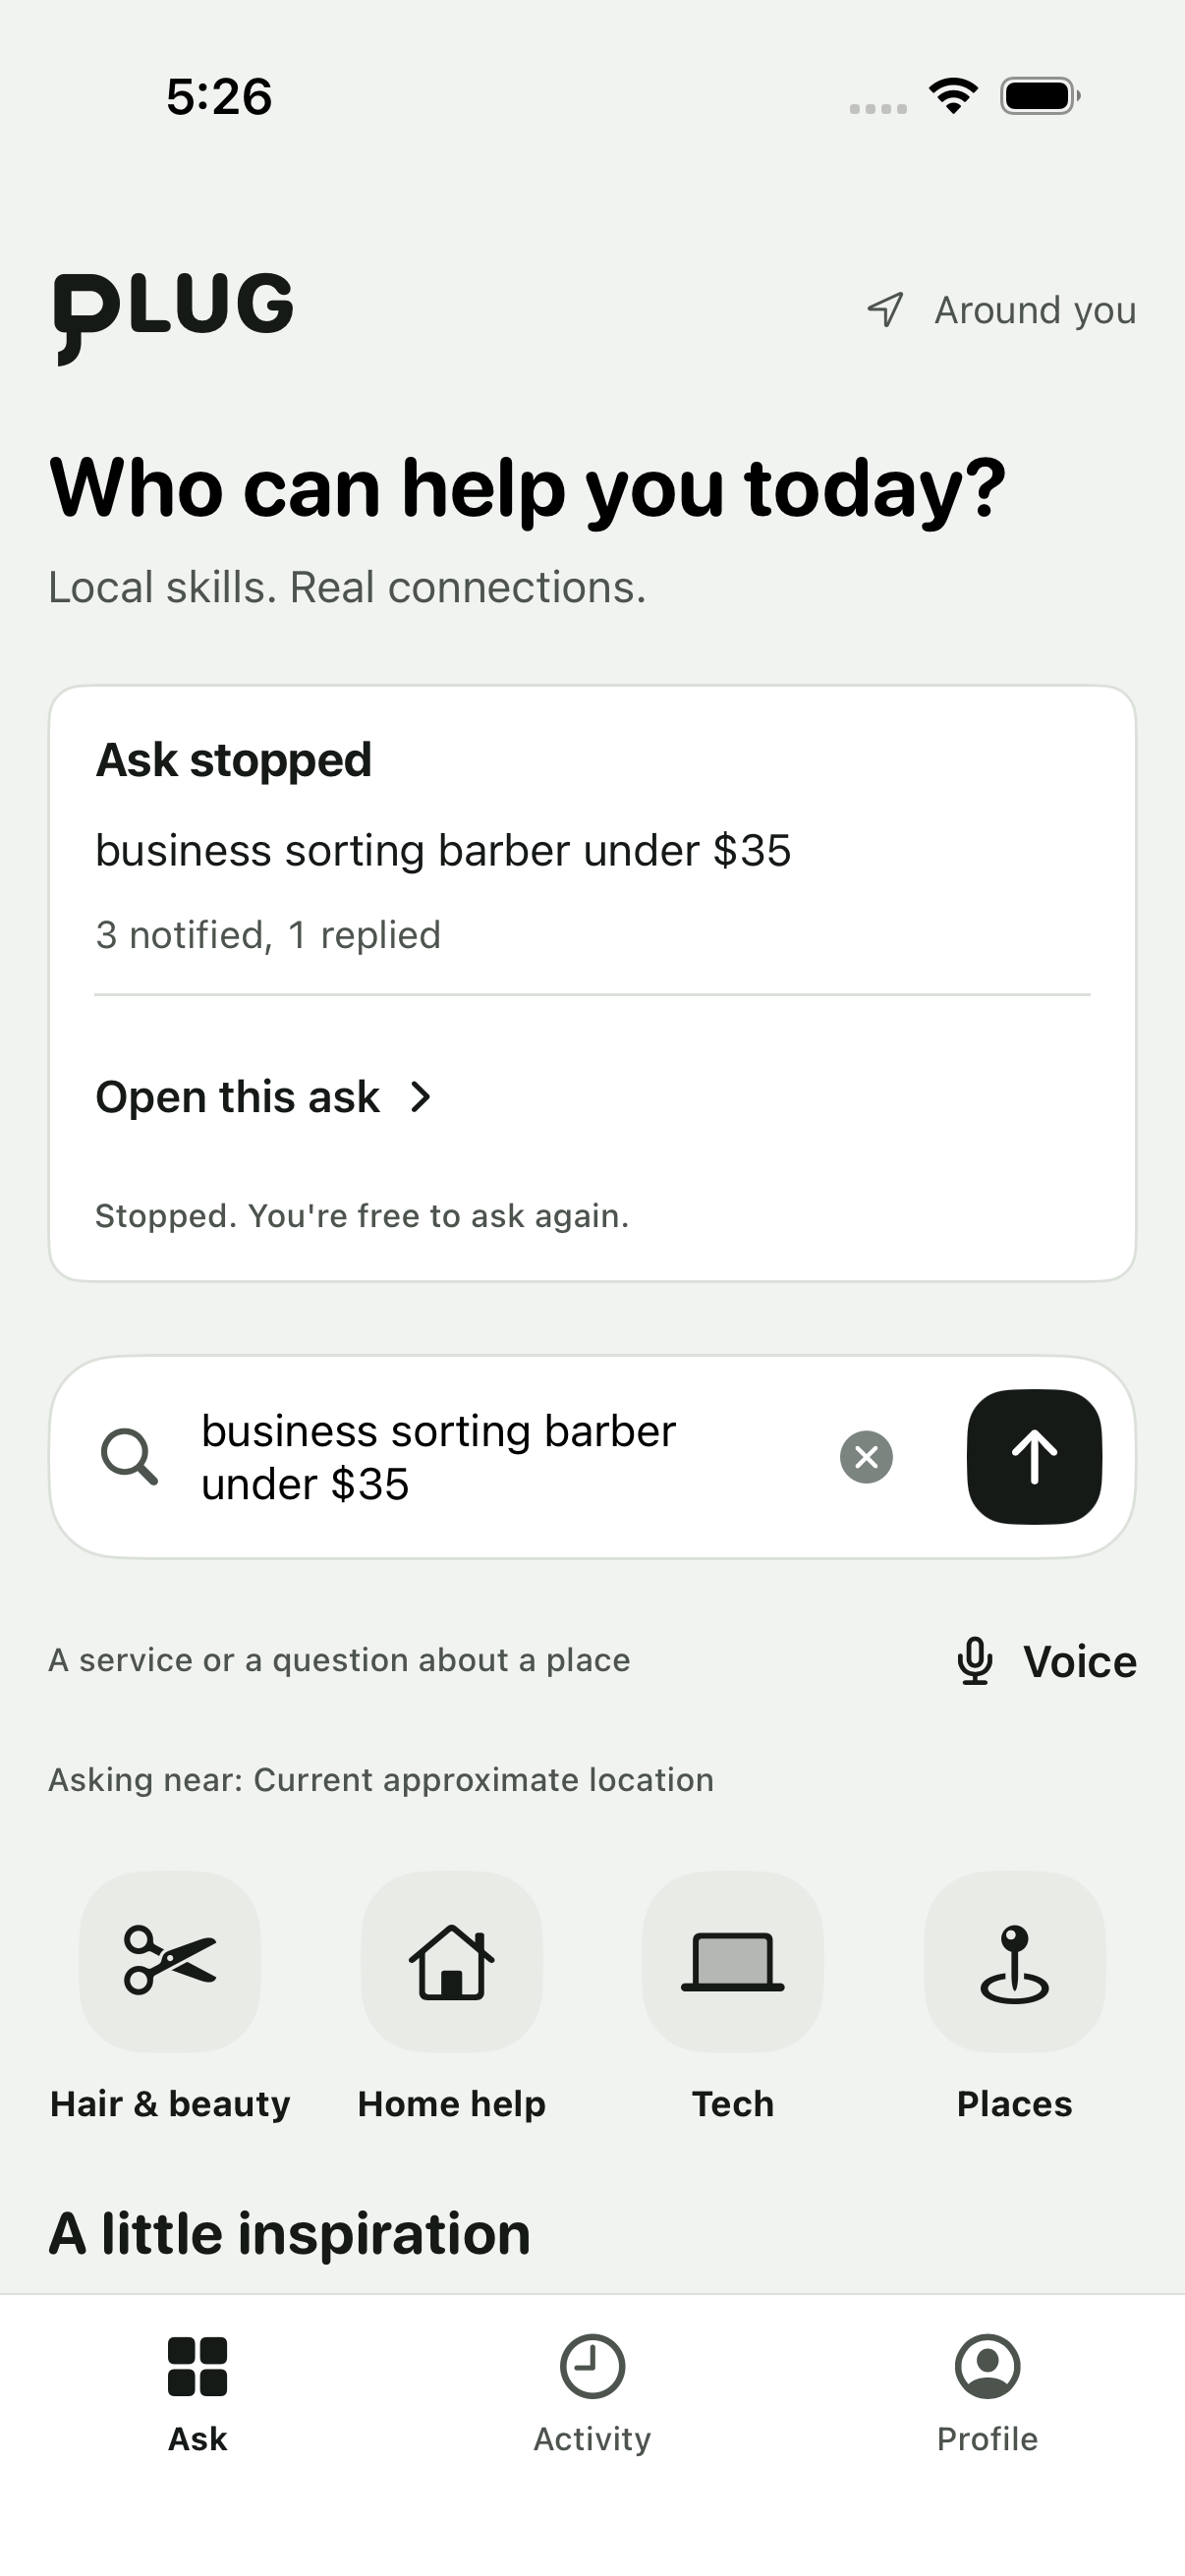 5:26
PLUG
Around you
Who can help you today?
Local skills. Real connections.
Ask stopped
business sorting barber under $35
3 notified, 1 replied
Open this ask
Stopped. You're free to ask again.
business sorting barber
under $35
A service or a question about a place
Voice
Asking near: Current approximate location
Hair & beauty
Home help
Tech
Places
A little inspiration
Ask
Activity
Profile